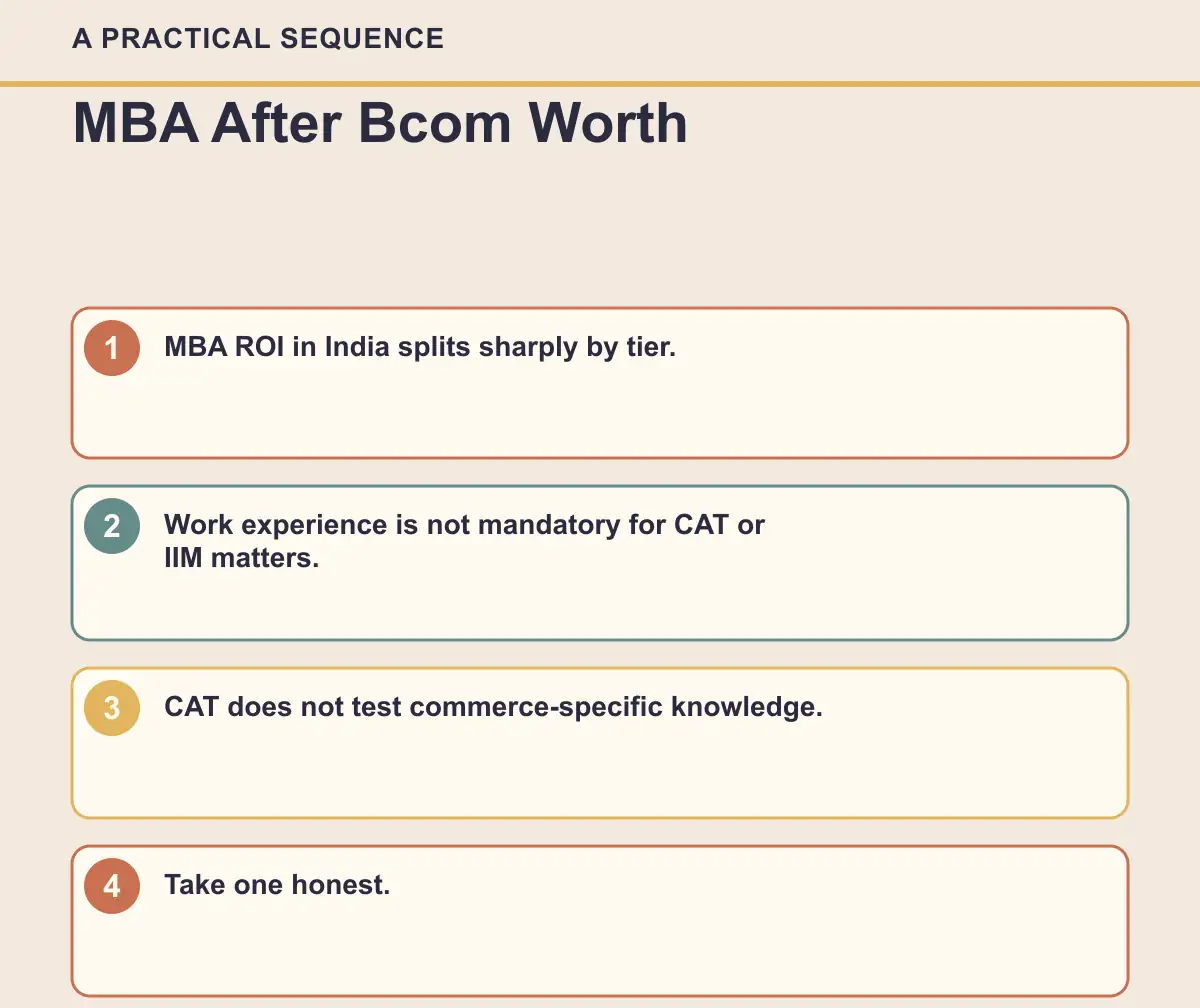 A PRACTICAL SEQUENCE
MBA After Bcom Worth
1 MBA ROI in India splits sharply by tier.
2 Work experience is not mandatory for CAT or
IIM matters.
3 CAT does not test commerce-specific knowledge.
4 Take one honest.